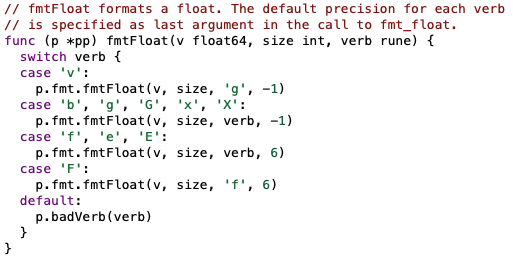 // fmtFloat formats a float. The default precision for each verb
// is specified as last argument in the call to fmt_float.
func (p *pp) fmtFloat(v float64, size int, verb rune) {
  switch verb {
  case 'v':
    p.fmt.fmtFloat(v, size, 'g', -1)
  case 'b', 'g', 'G', 'x', 'X':
    p.fmt.fmtFloat(v, size, verb, -1)
  case 'f', 'e', 'E':
    p.fmt.fmtFloat(v, size, verb, 6)
  case 'F':
    p.fmt.fmtFloat(v, size, 'f', 6)
  default:
    p.badVerb(verb)
  }
}